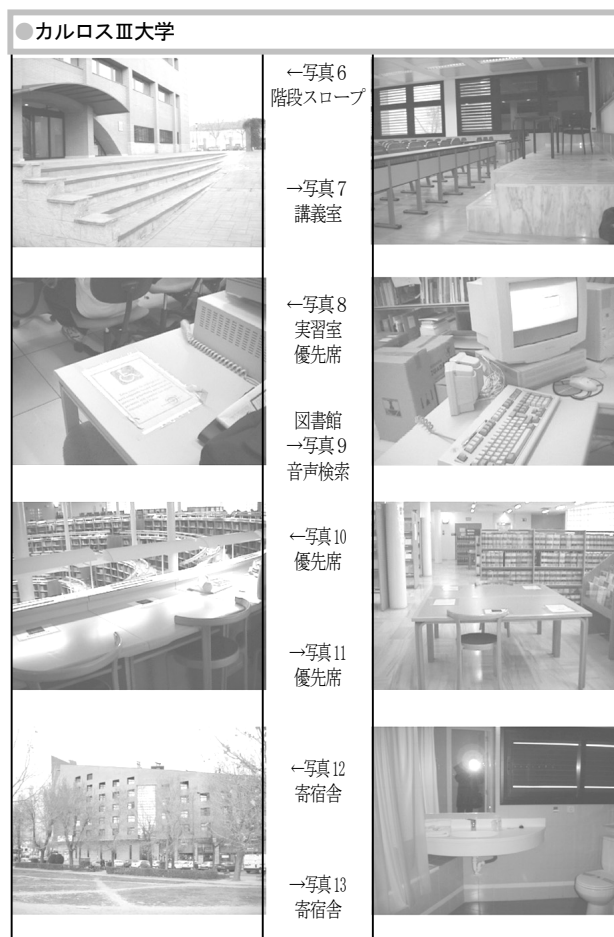 ●カルロスⅢ大学
←写真6
階段スロープ
→写真7
講義室
←写真8
実習室
優先席
図書館
→写真9
音声検索
←写真10
優先席
→写真11
優先席
←写真12
寄宿舎
→写真13
寄宿舎